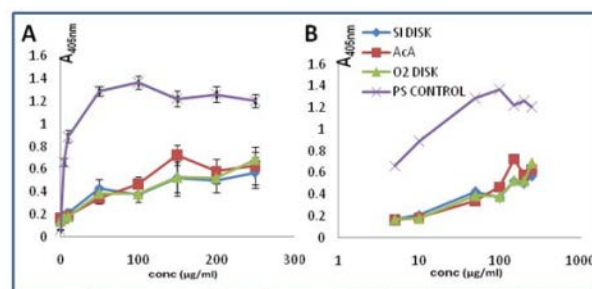 A
A405nm
1.6
1.4
1.2
1
0.8
0.6
0.4
0.2
0
0
100
200
300
conc (µg/ml)
B
A405nm
SI DISK
AcA
O2 DISK
PS CONTROL
1.6
1.4
1.2
1
0.8
0.6
0.4
0.2
0
1
10
100
1000
conc (µg/ml)